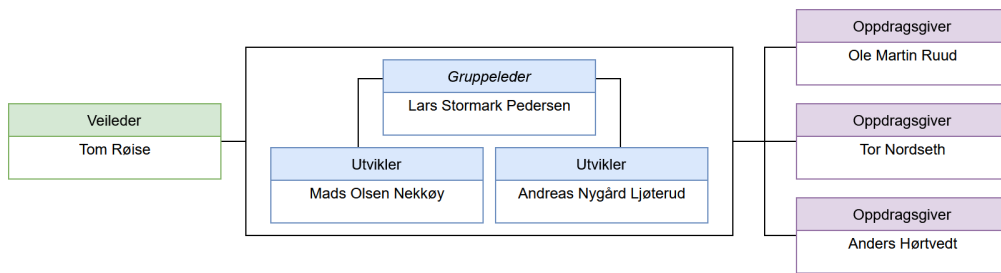 Veileder
Tom Røise
Gruppeleder
Lars Stormark Pedersen
Utvikler
Mads Olsen Nekkøy
Utvikler
Andreas Nygård Ljøterud
Oppdragsgiver
Ole Martin Ruud
Oppdragsgiver
Tor Nordseth
Oppdragsgiver
Anders Hørtvedt